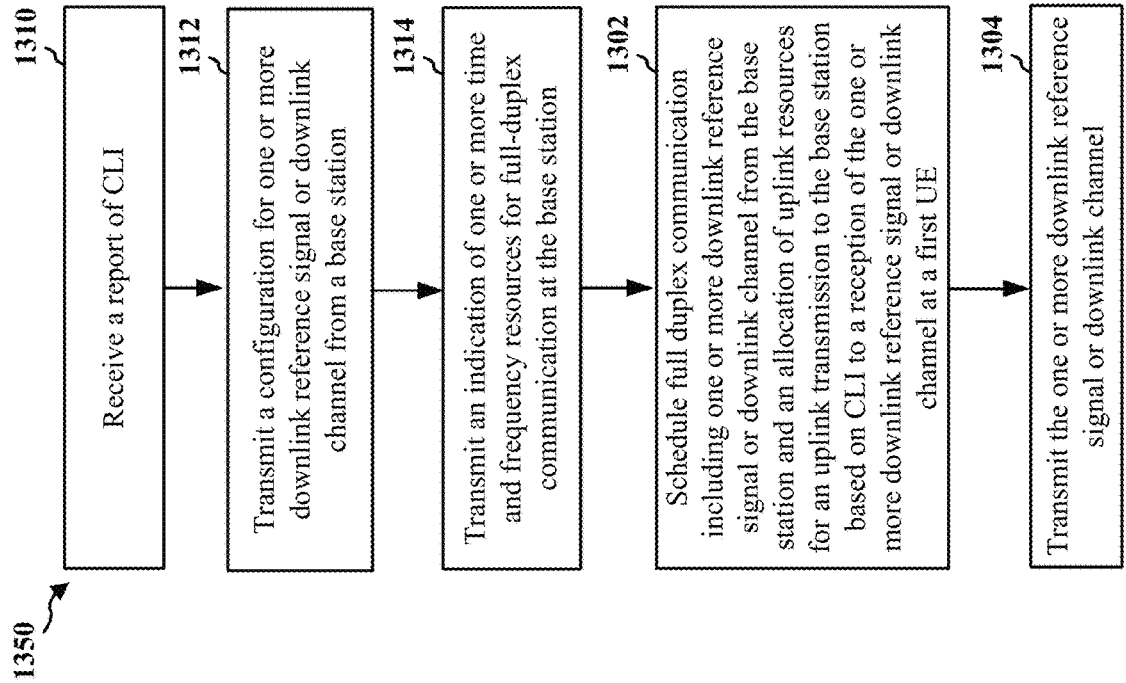 1350
1310
Receive a report of CLI
1312
Transmit a configuration for one or more
downlink reference signal or downlink
channel from a base station
1314
Transmit an indication of one or more time
and frequency resources for full-duplex
communication at the base station
1302
Schedule full duplex communication
including one or more downlink reference
signal or downlink channel from the base
station and an allocation of uplink resources
for an uplink transmission to the base station
based on CLI to a reception of the one or
more downlink reference signal or downlink
channel at a first UE
1304
Transmit the one or more downlink reference
signal or downlink channel